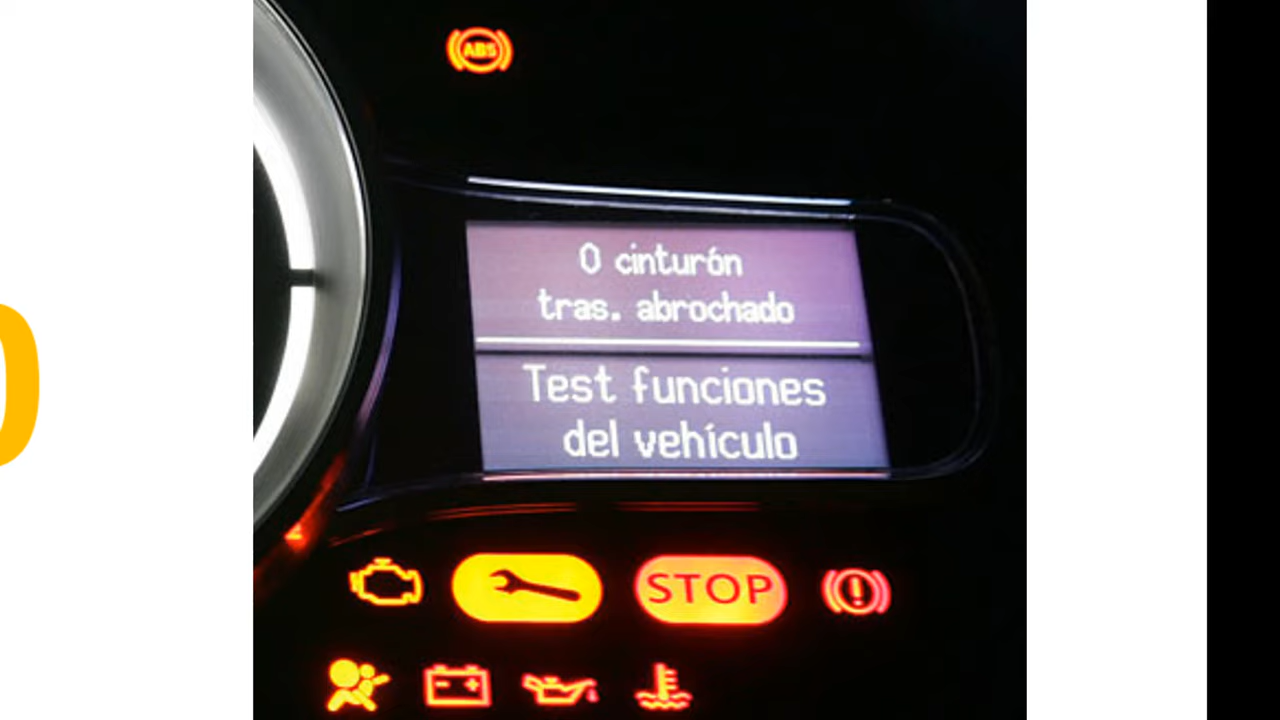 ABS
0 cinturón
tras. abrochado
Test funciones
del vehículo
STOP